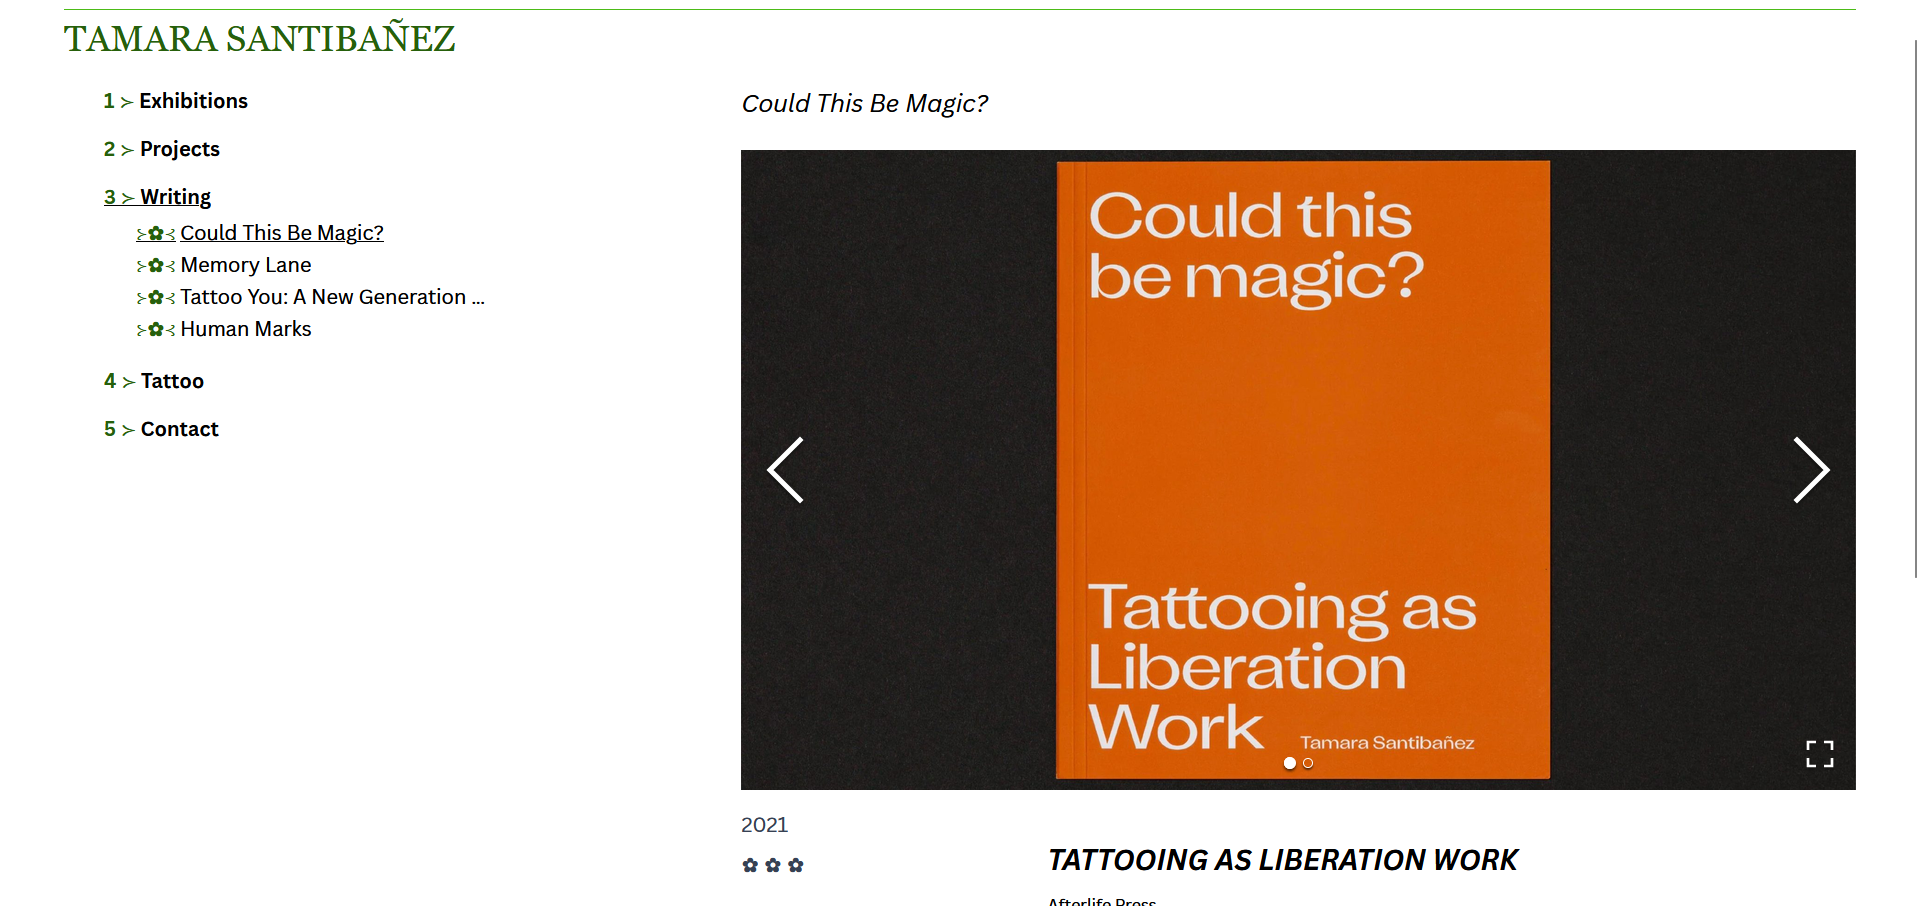 TAMARA SANTIBAÑEZ
1 ≻ Exhibitions
2 ≻ Projects
3 ≻ Writing
≻✿≺ Could This Be Magic?
≻✿≺ Memory Lane
≻✿≺ Tattoo You: A New Generation ...
≻✿≺ Human Marks
4 ≻ Tattoo
5 ≻ Contact
Could This Be Magic?
Could this
be magic?
Tattooing as
Liberation
Work
Tamara Santibañez
2021
✿ ✿ ✿
TATTOOING AS LIBERATION WORK
Afterlife Press